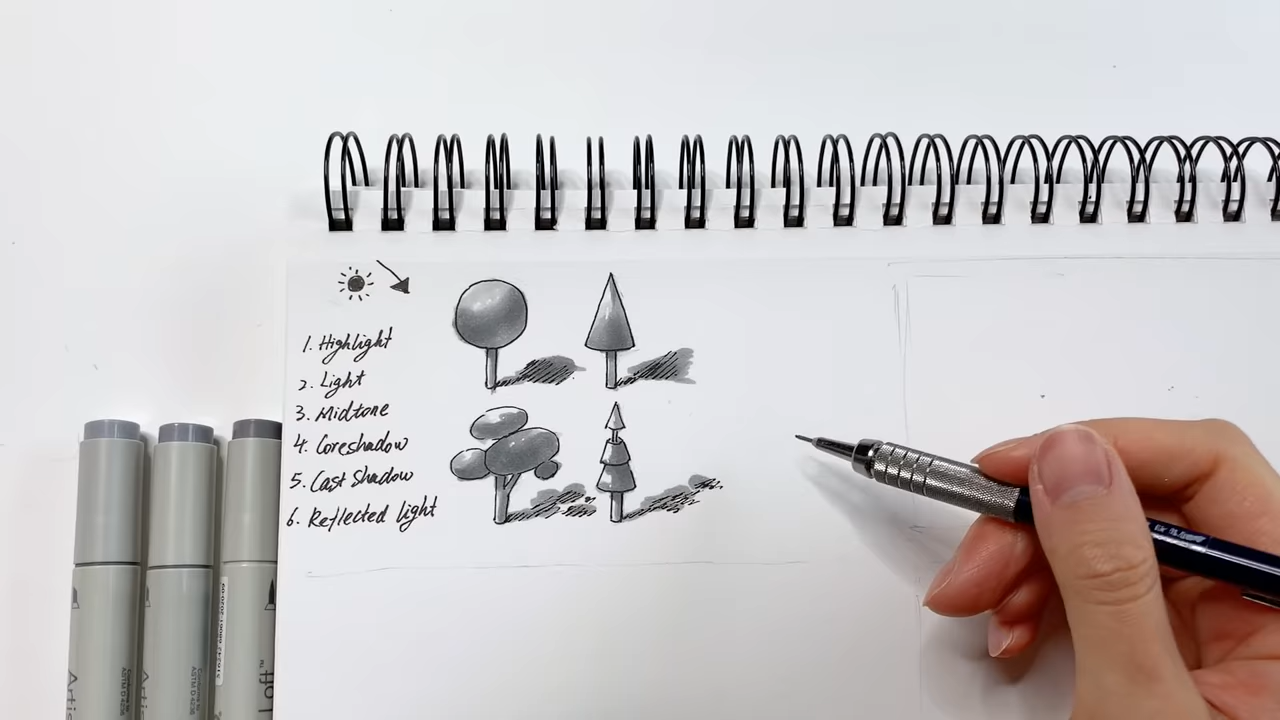 1. Highlight
2. Light
3. Midtone
4. Coreshadow
5. Cast Shadow
6. Reflected light